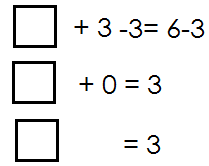 □ + 3 -3= 6-3
□ + 0 = 3
□ = 3